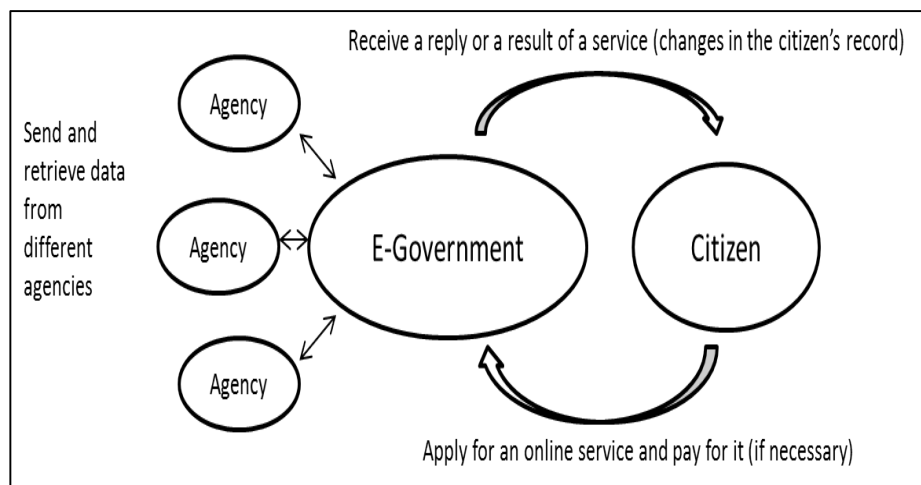 Receive a reply or a result of a service (changes in the citizen's record)
Agency
Send and
retrieve data
from
different
agencies
Agency
E-Government
Citizen
Agency
Apply for an online service and pay for it (if necessary)